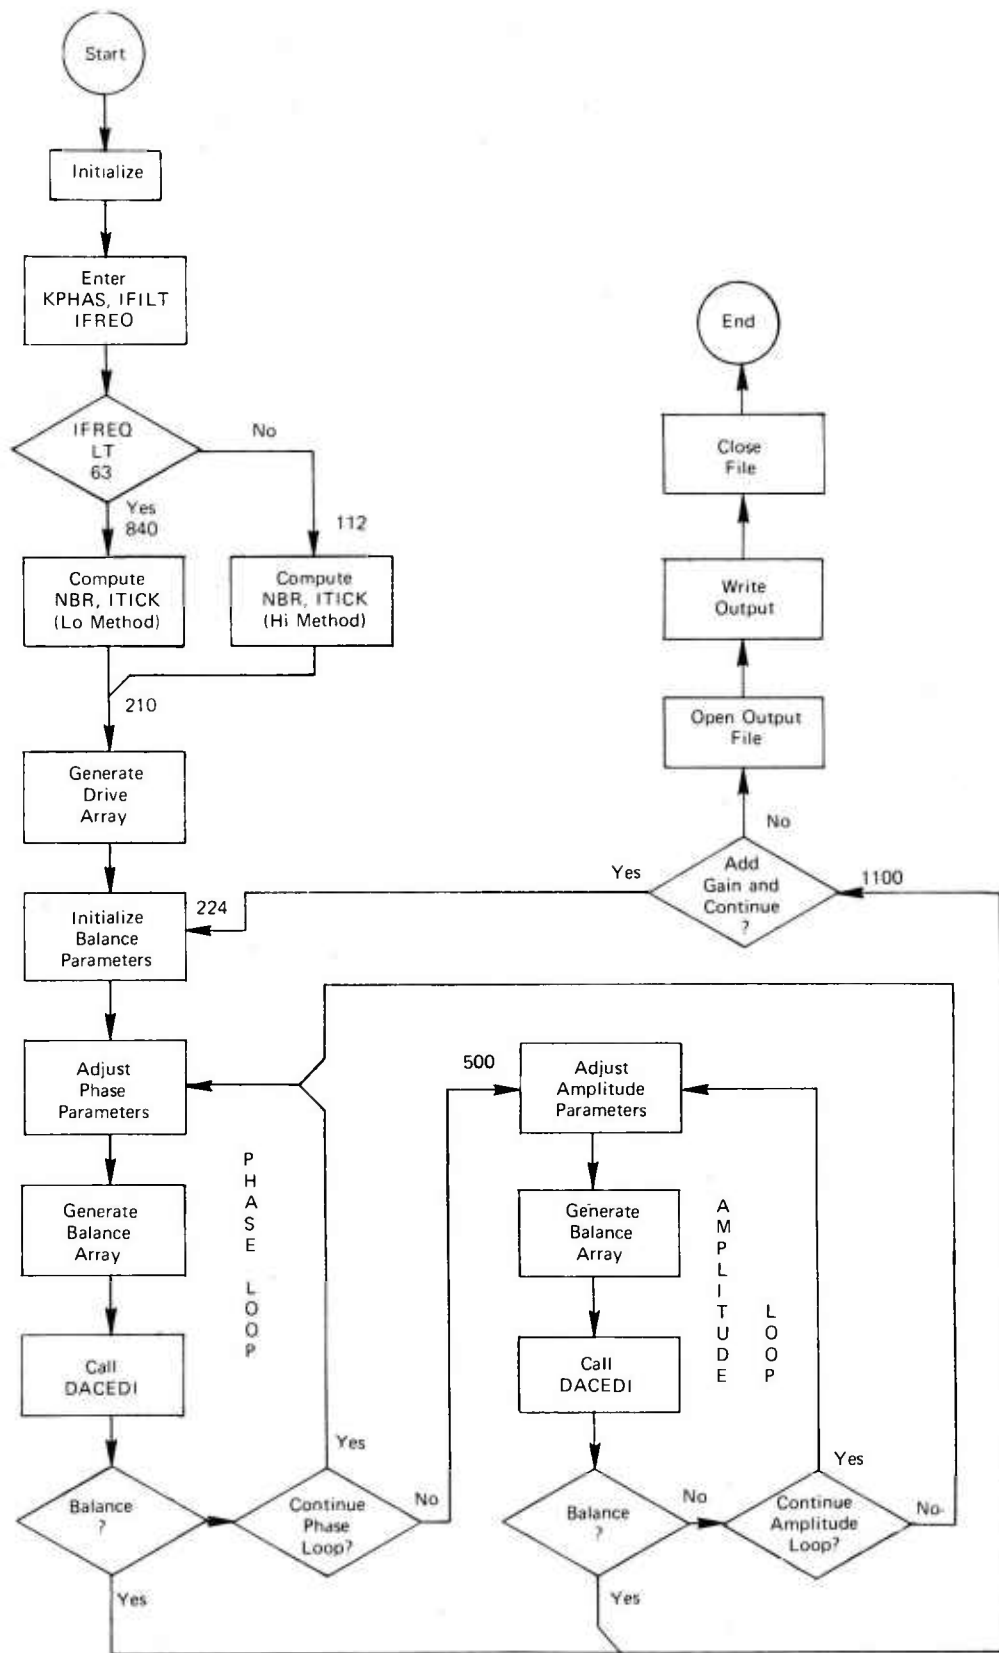 Start
Initialize
Enter
KPHAS, IFILT
IFREQ
IFREQ
LT
63
No
Yes
840
112
Compute
NBR, ITICK
(Lo Method)
Compute
NBR, ITICK
(Hi Method)
210
Generate
Drive
Array
Initialize
Balance
Parameters
224
Adjust
Phase
Parameters
Generate
Balance
Array
Call
DACEDI
Balance
?
Yes
PHASE LOOP
Continue
Phase
Loop?
Yes
No
500
Adjust
Amplitude
Parameters
Generate
Balance
Array
Call
DACEDI
Balance
?
No
Yes
AMPLITUDE
LOOP
Continue
Amplitude
Loop?
Yes
No
1100
Add
Gain and
Continue
?
Yes
No
Open Output
File
Write
Output
Close
File
End